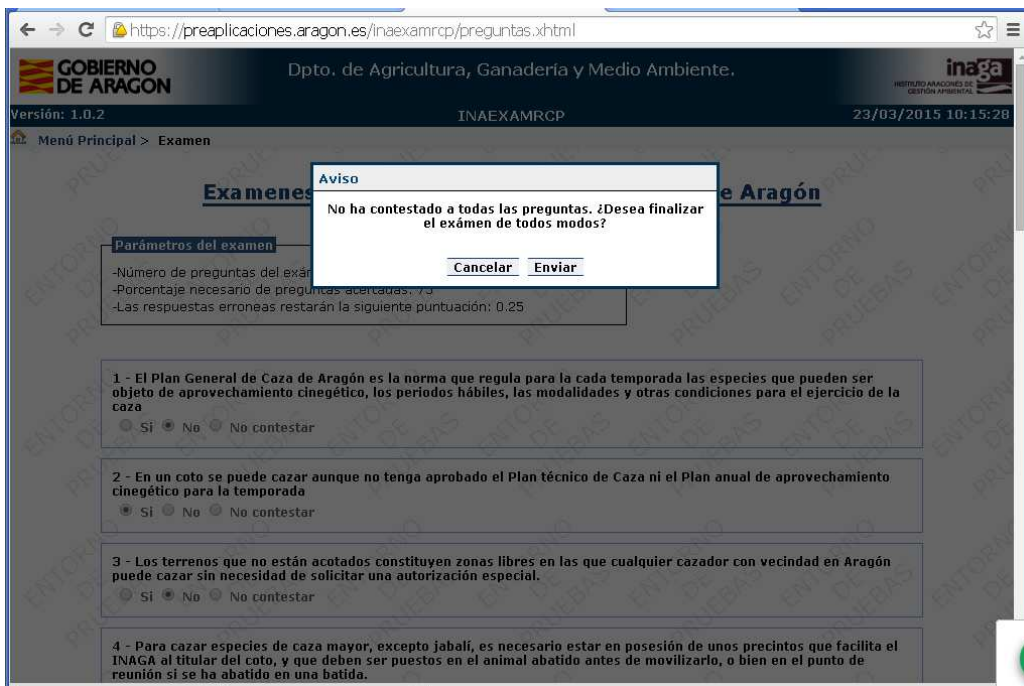 https://preaplicaciones.aragon.es/inaexamrcp/preguntas.xhtml
GOBIERNO
DE ARAGON
Dpto. de Agricultura, Ganadería y Medio Ambiente.
inaga
INSTITUTO ARAGONÉS DE
GESTIÓN AMBIENTAL
Versión: 1.0.2
INAEXAMRCP
23/03/2015 10:15:28
Menú Principal > Examen
Examenes
e Aragón
Aviso
No ha contestado a todas las preguntas. ¿Desea finalizar
el exámen de todos modos?
Cancelar Enviar
Parámetros del examen
-Número de preguntas del exám
-Porcentaje necesario de preguntas acertadas: 75
-Las respuestas erroneas restarán la siguiente puntuación: 0.25
1 - El Plan General de Caza de Aragón es la norma que regula para la cada temporada las especies que pueden ser
objeto de aprovechamiento cinegético, los periodos hábiles, las modalidades y otras condiciones para el ejercicio de la
caza
Si No No contestar
2 - En un coto se puede cazar aunque no tenga aprobado el Plan técnico de Caza ni el Plan anual de aprovechamiento
cinegético para la temporada
Si No No contestar
3 - Los terrenos que no están acotados constituyen zonas libres en las que cualquier cazador con vecindad en Aragón
puede cazar sin necesidad de solicitar una autorización especial.
Si No No contestar
4 - Para cazar especies de caza mayor, excepto jabalí, es necesario estar en posesión de unos precintos que facilita el
INAGA al titular del coto, y que deben ser puestos en el animal abatido antes de movilizarlo, o bien en el punto de
reunión si se ha abatido en una batida.
ENTORNO
DE
PRUEBAS